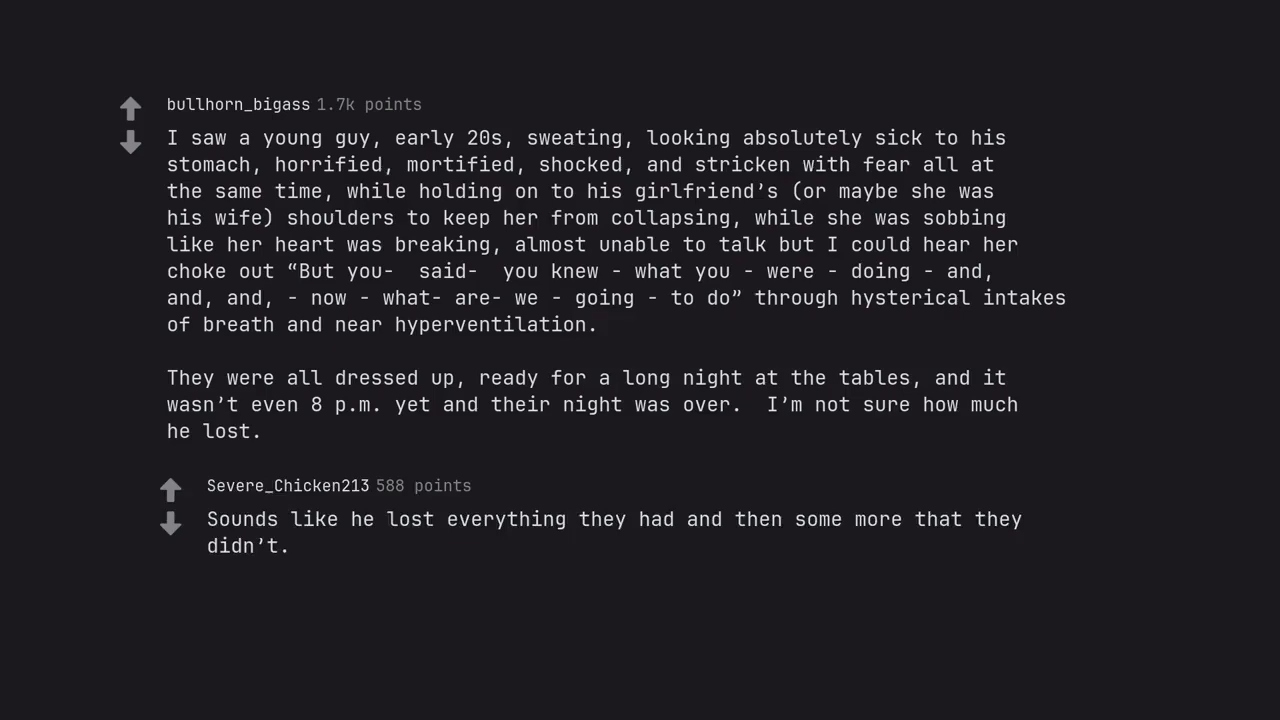 bullhorn_bigass 1.7k points
I saw a young guy, early 20s, sweating, looking absolutely sick to his
stomach, horrified, mortified, shocked, and stricken with fear all at
the same time, while holding on to his girlfriend’s (or maybe she was
his wife) shoulders to keep her from collapsing, while she was sobbing
like her heart was breaking, almost unable to talk but I could hear her
choke out “But you-  said-  you knew - what you - were - doing - and,
and, and, - now - what- are- we - going - to do” through hysterical intakes
of breath and near hyperventilation.
They were all dressed up, ready for a long night at the tables, and it
wasn’t even 8 p.m. yet and their night was over.  I’m not sure how much
he lost.
Severe_Chicken213 588 points
Sounds like he lost everything they had and then some more that they
didn’t.